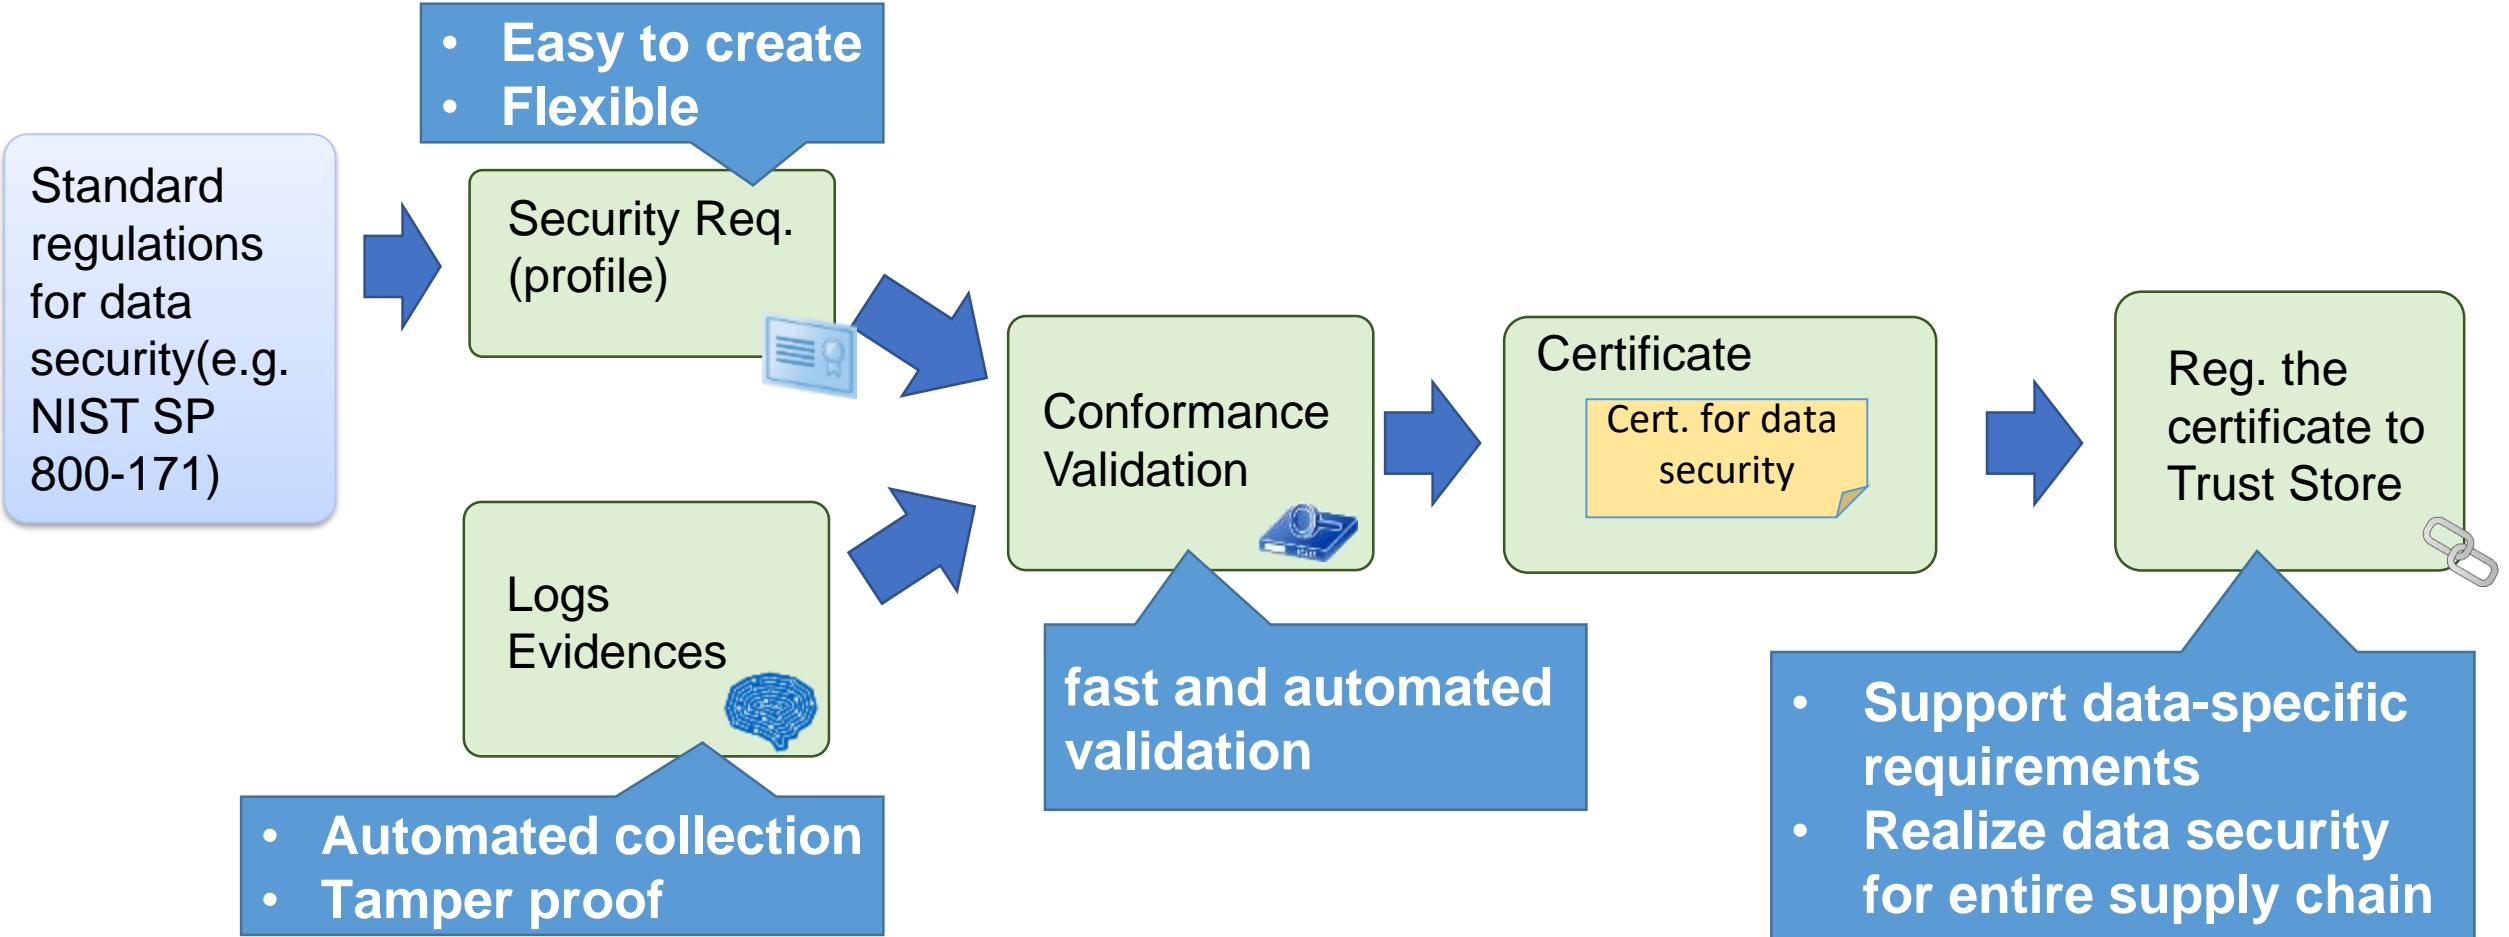 • Easy to create
• Flexible
Standard
regulations
for data
security(e.g.
NIST SP
800-171)
Security Req.
(profile)
Logs
Evidences
• Automated collection
• Tamper proof
Conformance
Validation
fast and automated
validation
Certificate
Cert. for data
security
Reg. the
certificate to
Trust Store
• Support data-specific
requirements
• Realize data security
for entire supply chain